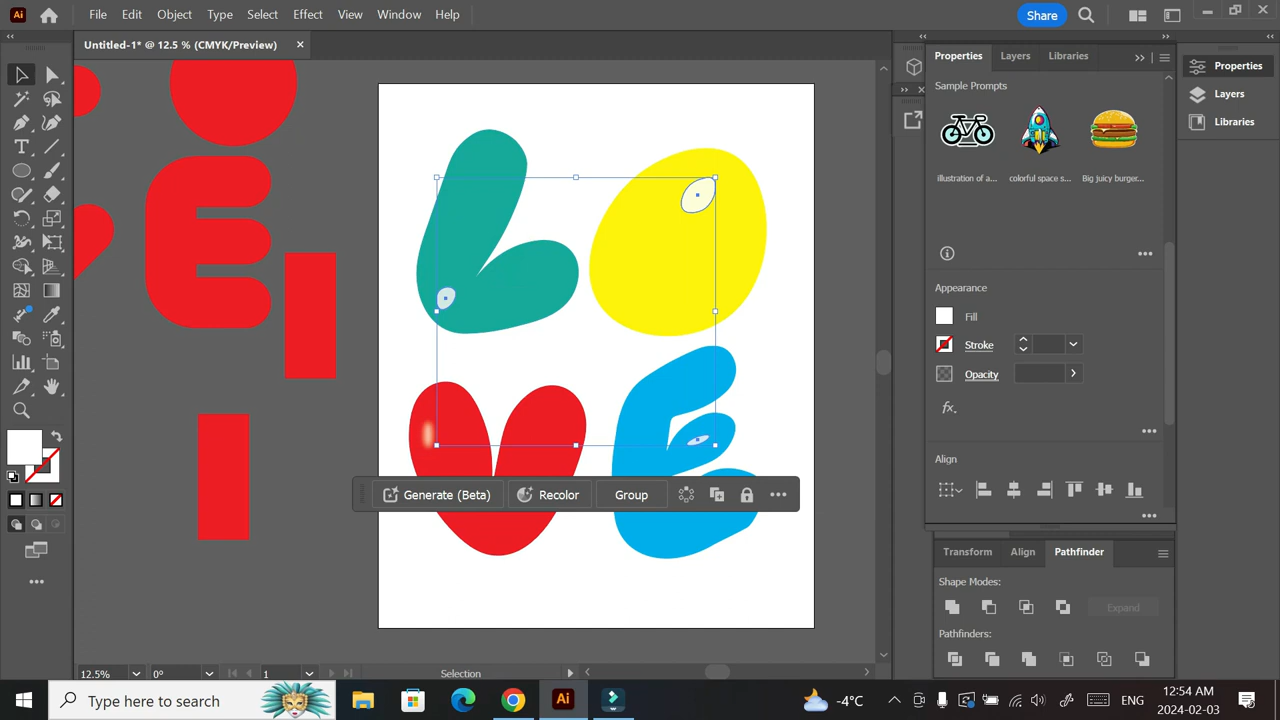 Ai File Edit Object Type Select Effect View Window Help Share
Untitled-1* @ 12.5 % (CMYK/Preview) ×
Properties Layers Libraries
Properties
Layers
Libraries
Sample Prompts
illustration of a... colorful space s... Big juicy burger...
Appearance
Fill
Stroke
Opacity
fx.
Align
Generate (Beta) Recolor Group
Transform Align Pathfinder
Shape Modes:
Expand
Pathfinders:
E
L O
V E
12.5% 0° 1 Selection
Type here to search
Ai
-4°C
ENG
12:54 AM
2024-02-03